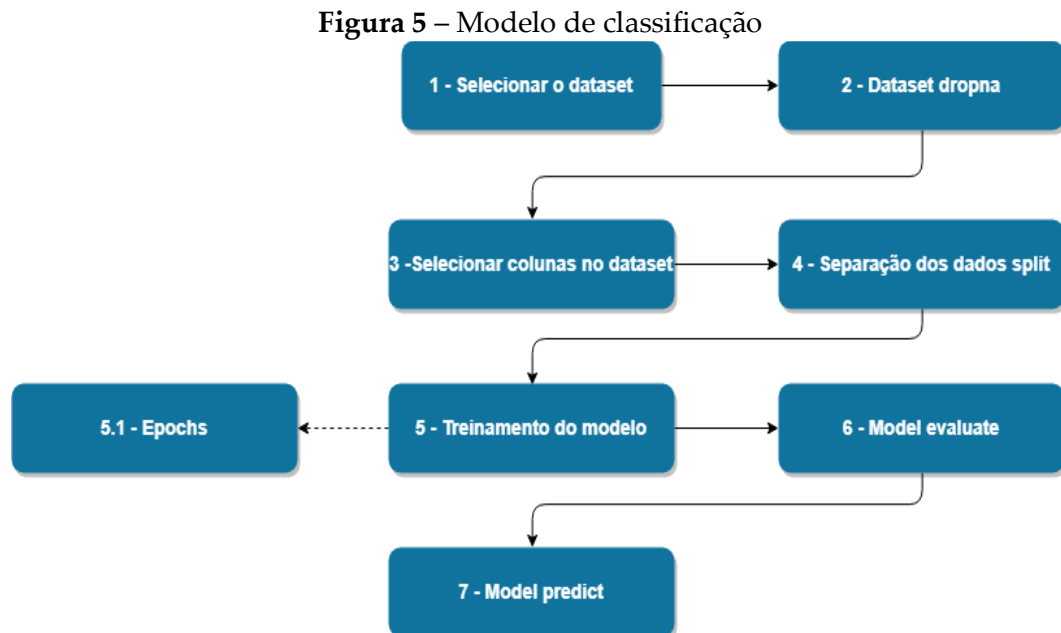 Figura 5 – Modelo de classificação
1 - Selecionar o dataset
2 - Dataset dropna
3 -Selecionar colunas no dataset
4 - Separação dos dados split
5.1 - Epochs
5 - Treinamento do modelo
6 - Model evaluate
7 - Model predict